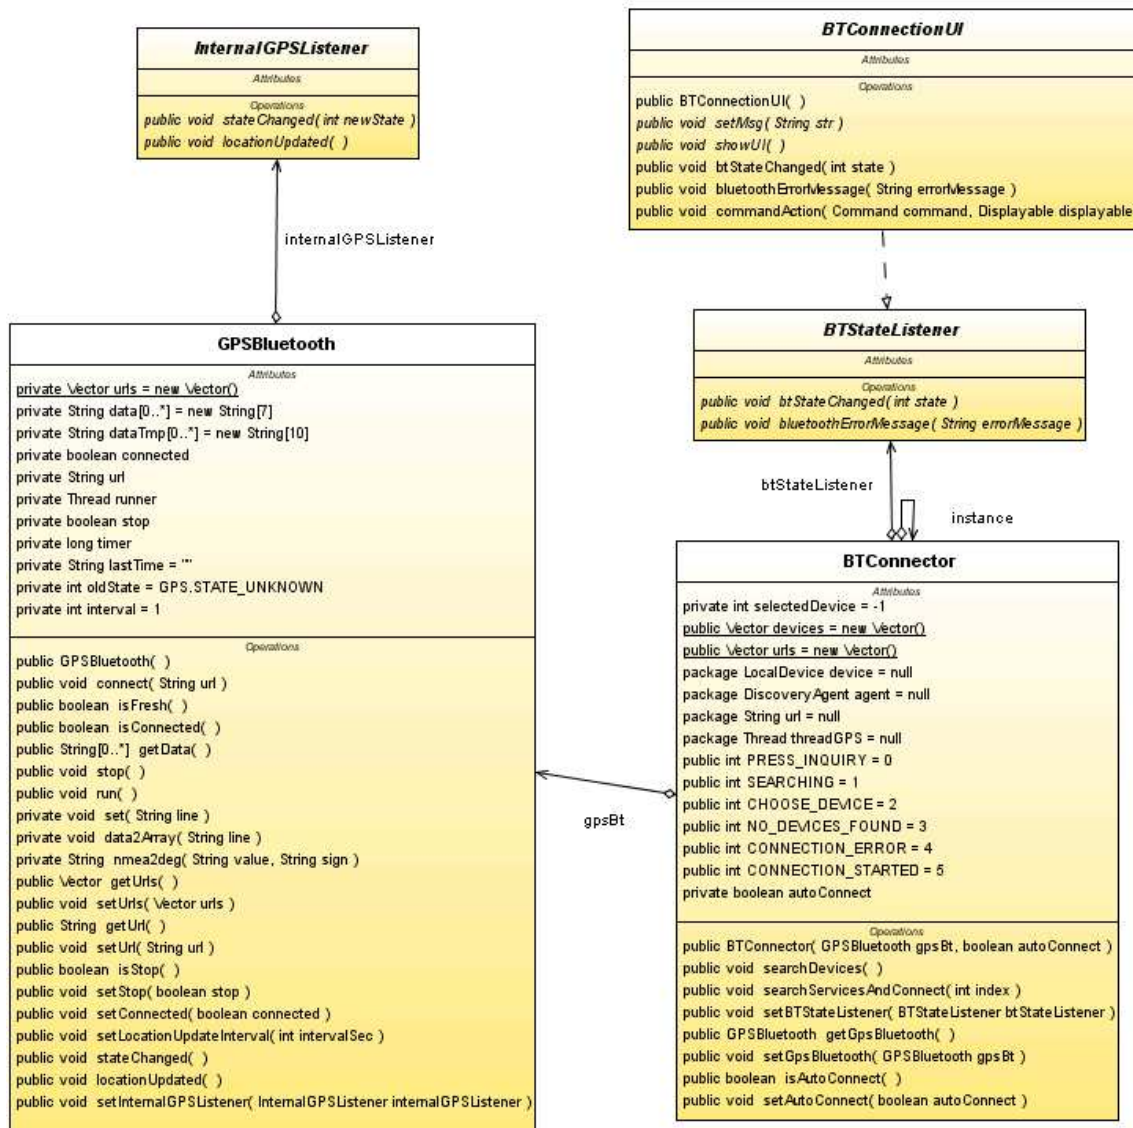 InternalGPSListener
Attributes
Operations
public void stateChanged( int newState )
public void locationUpdated( )
BTConnectionUI
Attributes
Operations
public BTConnectionUI( )
public void setMsg( String str )
public void showUI( )
public void btStateChanged( int state )
public void bluetoothErrorMessage( String errorMessage )
public void commandAction( Command command, Displayable displayable
internalGPSListener
BTStateListener
Attributes
Operations
public void btStateChanged( int state )
public void bluetoothErrorMessage( String errorMessage )
GPSBluetooth
Attributes
private Vector urls = new Vector()
private String data[0..*] = new String[7]
private String dataTmp[0..*] = new String[10]
private boolean connected
private String url
private Thread runner
private boolean stop
private long timer
private String lastTime = ""
private int oldState = GPS.STATE_UNKNOWN
private int interval = 1
Operations
public GPSBluetooth( )
public void connect( String url )
public boolean isFresh( )
public boolean isConnected( )
public String[0..*] getData( )
public void stop( )
public void run( )
private void set( String line )
private void data2Array( String line )
private String nmea2deg( String value, String sign )
public Vector getUrls( )
public void setUrls( Vector urls )
public String getUrl( )
public void setUrl( String url )
public boolean isStop( )
public void setStop( boolean stop )
public void setConnected( boolean connected )
public void setLocationUpdateInterval( int intervalSec )
public void stateChanged( )
public void locationUpdated( )
public void setInternalGPSListener( InternalGPSListener internalGPSListener )
btStateListener
instance
gpsBt
BTConnector
Attributes
private int selectedDevice = -1
public Vector devices = new Vector()
public Vector urls = new Vector()
package LocalDevice device = null
package DiscoveryAgent agent = null
package String url = null
package Thread threadGPS = null
public int PRESS_INQUIRY = 0
public int SEARCHING = 1
public int CHOOSE_DEVICE = 2
public int NO_DEVICES_FOUND = 3
public int CONNECTION_ERROR = 4
public int CONNECTION_STARTED = 5
private boolean autoConnect
Operations
public BTConnector( GPSBluetooth gpsBt, boolean autoConnect )
public void searchDevices( )
public void searchServicesAndConnect( int index )
public void setBTStateListener( BTStateListener btStateListener )
public GPSBluetooth getGpsBluetooth( )
public void setGpsBluetooth( GPSBluetooth gpsBt )
public boolean isAutoConnect( )
public void setAutoConnect( boolean autoConnect )